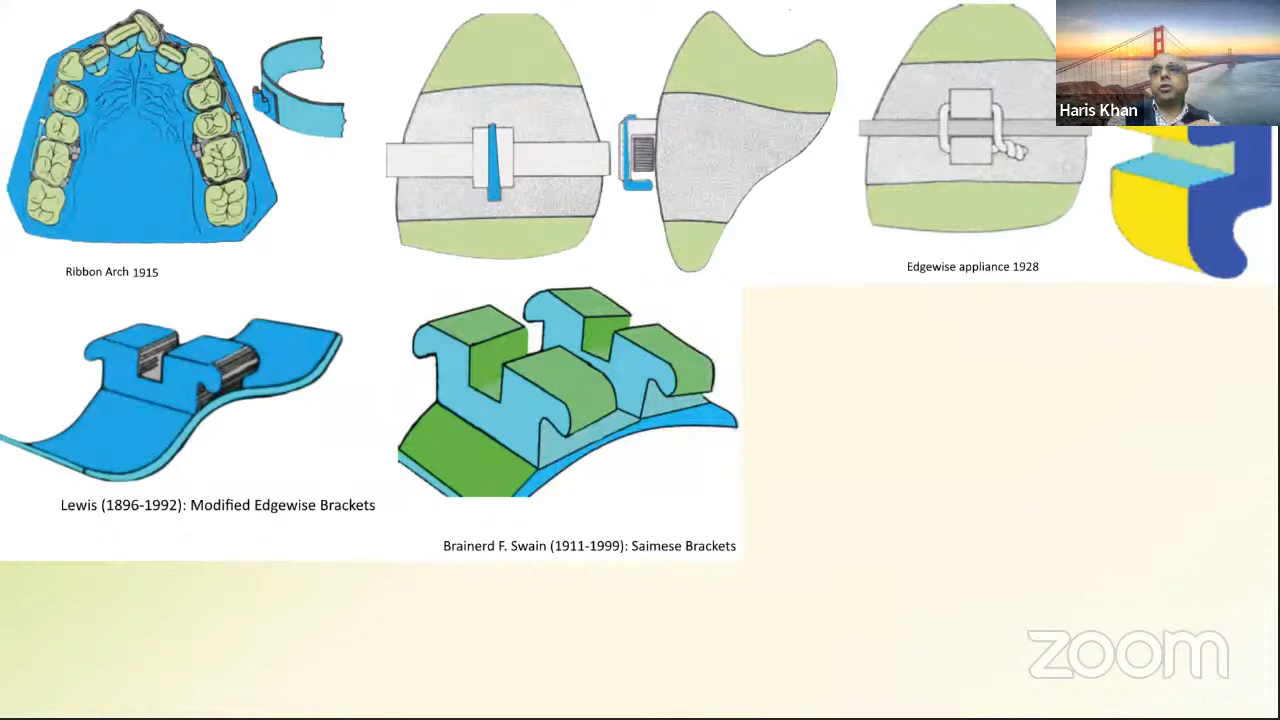 Haris Khan
Ribbon Arch 1915
Edgewise appliance 1928
Lewis (1896-1992): Modified Edgewise Brackets
Brainerd F. Swain (1911-1999): Saimese Brackets
zoom